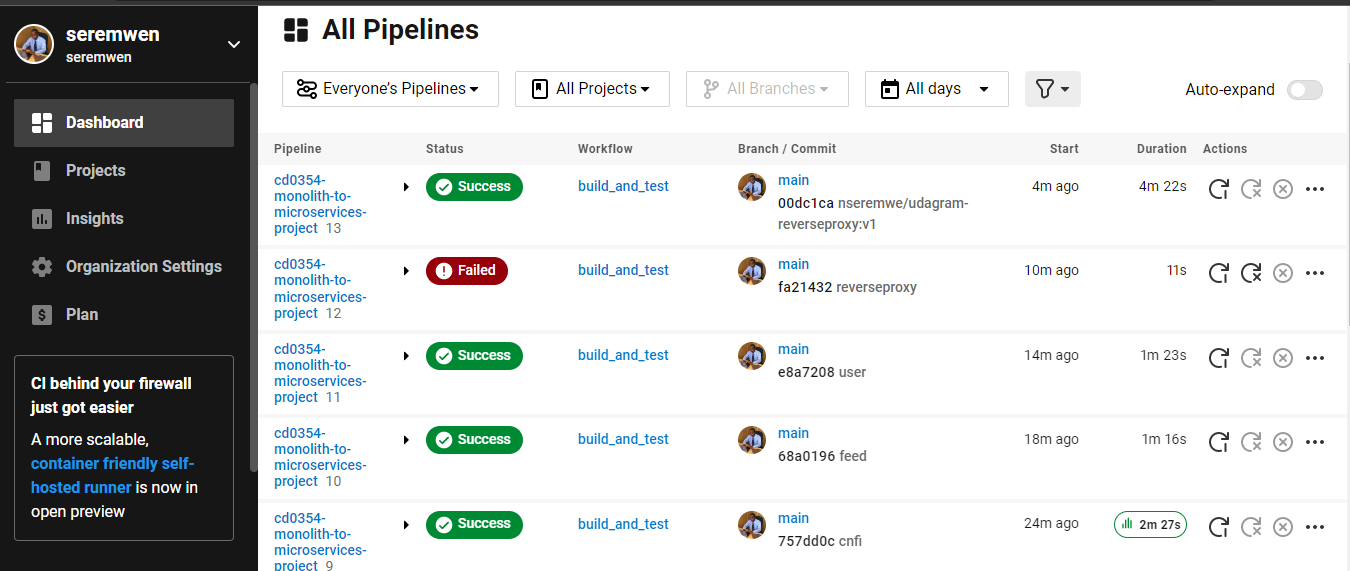 seremwen
seremwen
Dashboard
Projects
Insights
Organization Settings
Plan
CI behind your firewall
just got easier
A more scalable,
container friendly self-
hosted runner is now in
open preview
All Pipelines
Everyone's Pipelines
All Projects
All Branches
All days
Auto-expand
Pipeline Status Workflow Branch / Commit Start Duration Actions
cd0354-
monolith-to-
microservices-
project 13
Success
build_and_test
main
00dc1ca nseremwe/udagram-
reverseproxy:v1
4m ago
4m 22s
cd0354-
monolith-to-
microservices-
project 12
Failed
build_and_test
main
fa21432 reverseproxy
10m ago
11s
cd0354-
monolith-to-
microservices-
project 11
Success
build_and_test
main
e8a7208 user
14m ago
1m 23s
cd0354-
monolith-to-
microservices-
project 10
Success
build_and_test
main
68a0196 feed
18m ago
1m 16s
cd0354-
monolith-to-
microservices-
project 9
Success
build_and_test
main
757dd0c cnfi
24m ago
2m 27s